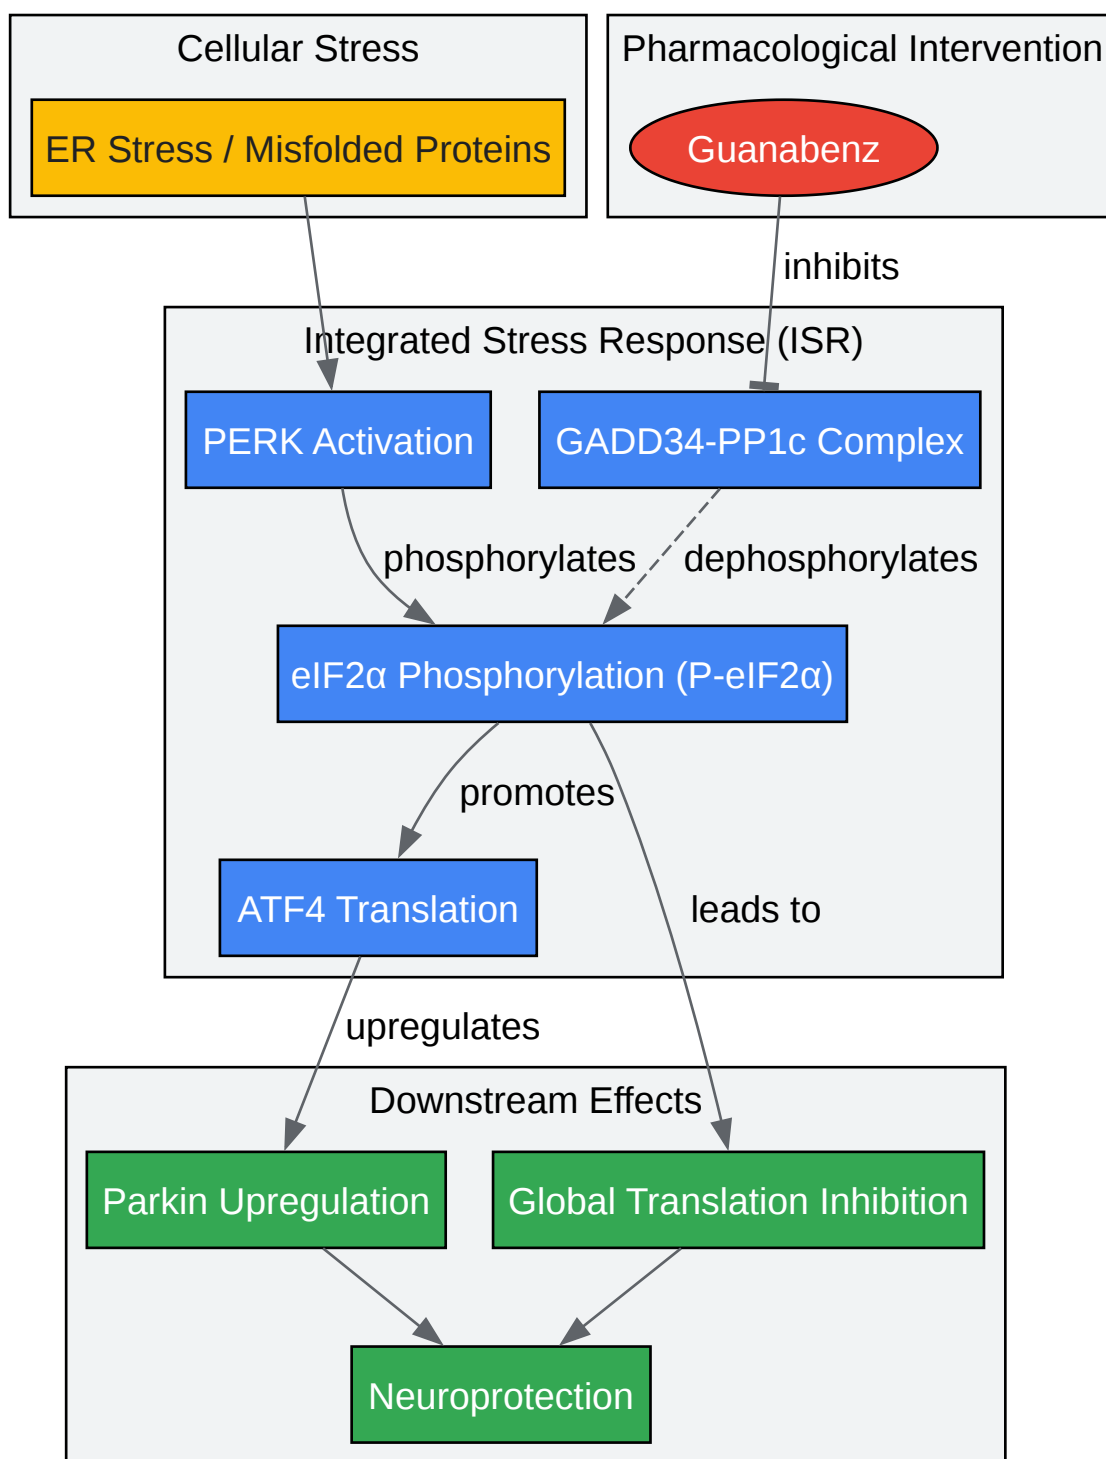 Cellular Stress
Pharmacological Intervention
ER Stress / Misfolded Proteins
Guanabenz
inhibits
Integrated Stress Response (ISR)
PERK Activation
GADD34-PP1c Complex
phosphorylates
dephosphorylates
eIF2α Phosphorylation (P-eIF2α)
promotes
ATF4 Translation
leads to
upregulates
Downstream Effects
Parkin Upregulation
Global Translation Inhibition
Neuroprotection